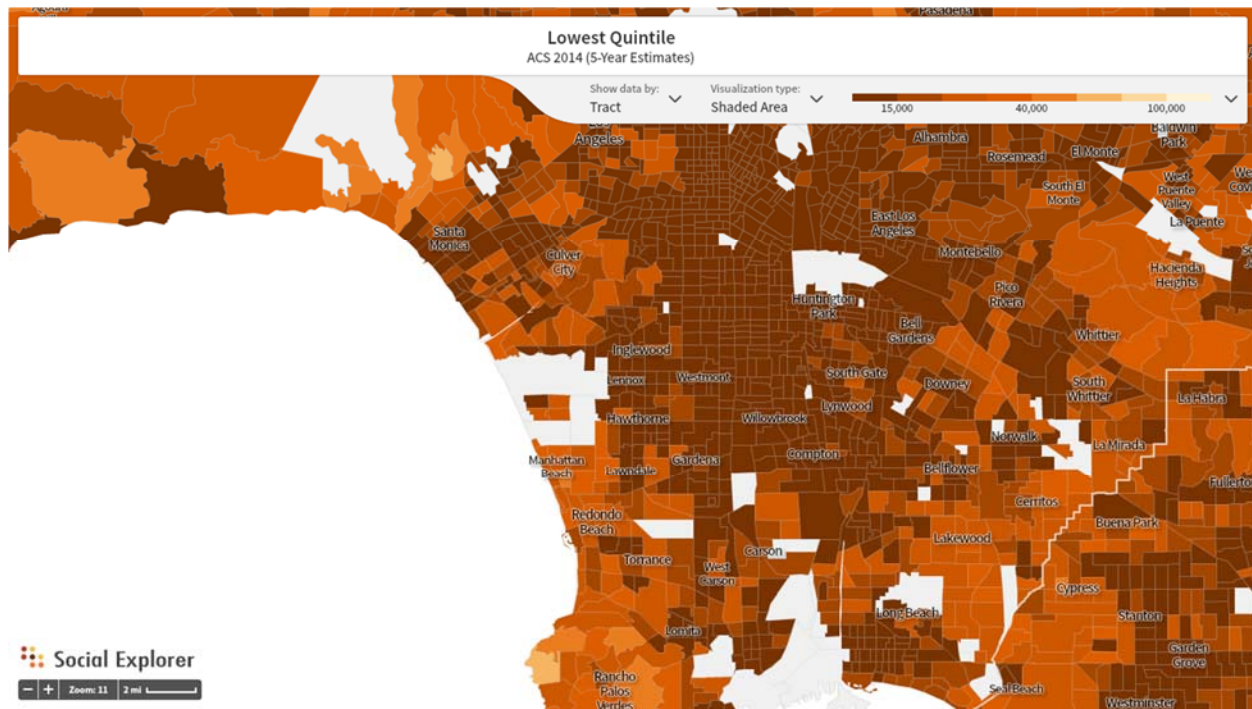 Pasadena
Lowest Quintile
ACS 2014 (5-Year Estimates)
Show data by:
Tract
Visualization type:
Shaded Area
15,000
40,000
100,000
Angeles
Alhambra
Rosemead
El Monte
Baldwin
Park
South El
Monte
West
Puente
Valley
La Puente
Santa
Monica
Culver
City
East Los
Angeles
Montebello
Hacienda
Heights
Pico
Rivera
Huntington
Park
Bell
Gardens
Whittier
Inglewood
Lennox
Westmont
South Gate
Downey
South
Whittier
La Habra
Hawthorne
Willowbrook
Lynwood
Norwalk
La Mirada
Manhattan
Beach
Lawndale
Gardena
Compton
Bellflower
Cerritos
Redondo
Beach
Buena Park
Torrance
West
Carson
Carson
Lakewood
Cypress
Long Beach
Stanton
Lomita
Garden
Grove
Rancho
Palos
Verdes
Seal Beach
Westminster
Social Explorer
Zoom: 11
2 mi